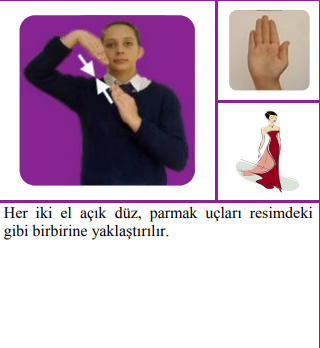 Her iki el açık düz, parmak uçları resimdeki
gibi birbirine yaklaştırılır.